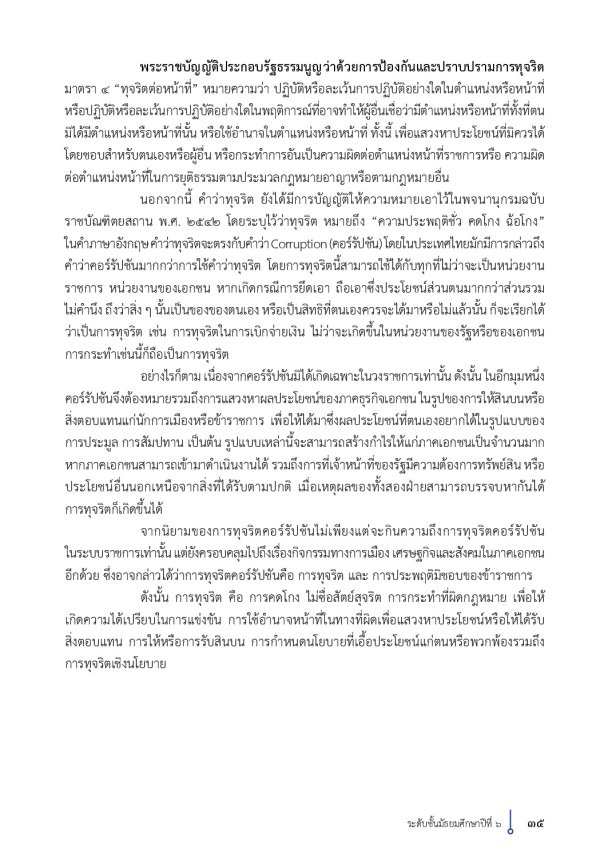 พระราชบัญญัติประกอบรัฐธรรมนูญว่าด้วยการป้องกันและปราบปรามการทุจริต
มาตรา ๔ “ทุจริตต่อหน้าที่” หมายความว่า ปฏิบัติหรือละเว้นการปฏิบัติอย่างใดในตำแหน่งหรือหน้าที่
หรือปฏิบัติหรือละเว้นการปฏิบัติอย่างใดในพฤติการณ์ที่อาจทำให้ผู้อื่นเชื่อว่ามีตำแหน่งหรือหน้าที่ทั้งที่ตน
มิได้มีตำแหน่งหรือหน้าที่นั้น หรือใช้อำนาจในตำแหน่งหรือหน้าที่ ทั้งนี้ เพื่อแสวงหาประโยชน์ที่มิควรได้
โดยชอบสำหรับตนเองหรือผู้อื่น หรือกระทำการอันเป็นความผิดต่อตำแหน่งหน้าที่ราชการหรือ ความผิด
ต่อตำแหน่งหน้าที่ในการยุติธรรมตามประมวลกฎหมายอาญาหรือตามกฎหมายอื่น
นอกจากนี้ คำว่าทุจริต ยังได้มีการบัญญัติให้ความหมายเอาไว้ในพจนานุกรมฉบับ
ราชบัณฑิตยสถาน พ.ศ. ๒๕๔๒ โดยระบุไว้ว่าทุจริต หมายถึง “ความประพฤติชั่ว คดโกง ฉ้อโกง”
ในคำภาษาอังกฤษ คำว่าทุจริตจะตรงกับคำว่า Corruption (คอร์รัปชัน) โดยในประเทศไทยมักมีการกล่าวถึง
คำว่าคอร์รัปชันมากกว่าการใช้คำว่าทุจริต โดยการทุจริตนี้สามารถใช้ได้กับทุกที่ไม่ว่าจะเป็นหน่วยงาน
ราชการ หน่วยงานของเอกชน หากเกิดกรณีการยึดเอา ถือเอาซึ่งประโยชน์ส่วนตนมากกว่าส่วนรวม
ไม่คำนึง ถึงว่าสิ่ง ๆ นั้นเป็นของของตนเอง หรือเป็นสิทธิที่ตนเองควรจะได้มาหรือไม่แล้วนั้น ก็จะเรียกได้
ว่าเป็นการทุจริต เช่น การทุจริตในการเบิกจ่ายเงิน ไม่ว่าจะเกิดขึ้นในหน่วยงานของรัฐหรือของเอกชน
การกระทำเช่นนี้ก็ถือเป็นการทุจริต
อย่างไรก็ตาม เนื่องจากคอร์รัปชันมิได้เกิดเฉพาะในวงราชการเท่านั้น ดังนั้น ในอีกมุมหนึ่ง
คอร์รัปชันจึงต้องหมายรวมถึงการแสวงหาผลประโยชน์ของภาคธุรกิจเอกชน ในรูปของการให้สินบนหรือ
สิ่งตอบแทนแก่นักการเมืองหรือข้าราชการ เพื่อให้ได้มาซึ่งผลประโยชน์ที่ตนเองอยากได้ในรูปแบบของ
การประมูล การสัมปทาน เป็นต้น รูปแบบเหล่านี้จะสามารถสร้างกำไรให้แก่ภาคเอกชนเป็นจำนวนมาก
หากภาคเอกชนสามารถเข้ามาดำเนินงานได้ รวมถึงการที่เจ้าหน้าที่ของรัฐมีความต้องการทรัพย์สิน หรือ
ประโยชน์อื่นนอกเหนือจากสิ่งที่ได้รับตามปกติ เมื่อเหตุผลของทั้งสองฝ่ายสามารถบรรจบหากันได้
การทุจริตก็เกิดขึ้นได้
จากนิยามของการทุจริตคอร์รัปชันไม่เพียงแต่จะกินความถึงการทุจริตคอร์รัปชัน
ในระบบราชการเท่านั้น แต่ยังครอบคลุมไปถึงเรื่องกิจกรรมทางการเมือง เศรษฐกิจและสังคมในภาคเอกชน
อีกด้วย ซึ่งอาจกล่าวได้ว่าการทุจริตคอร์รัปชันคือ การทุจริต และ การประพฤติมิชอบของข้าราชการ
ดังนั้น การทุจริต คือ การคดโกง ไม่ซื่อสัตย์สุจริต การกระทำที่ผิดกฎหมาย เพื่อให้
เกิดความได้เปรียบในการแข่งขัน การใช้อำนาจหน้าที่ในทางที่ผิดเพื่อแสวงหาประโยชน์หรือให้ได้รับ
สิ่งตอบแทน การให้หรือการรับสินบน การกำหนดนโยบายที่เอื้อประโยชน์แก่ตนหรือพวกพ้องรวมถึง
การทุจริตเชิงนโยบาย
ระดับชั้นมัธยมศึกษาปีที่ ๖ ๓๕